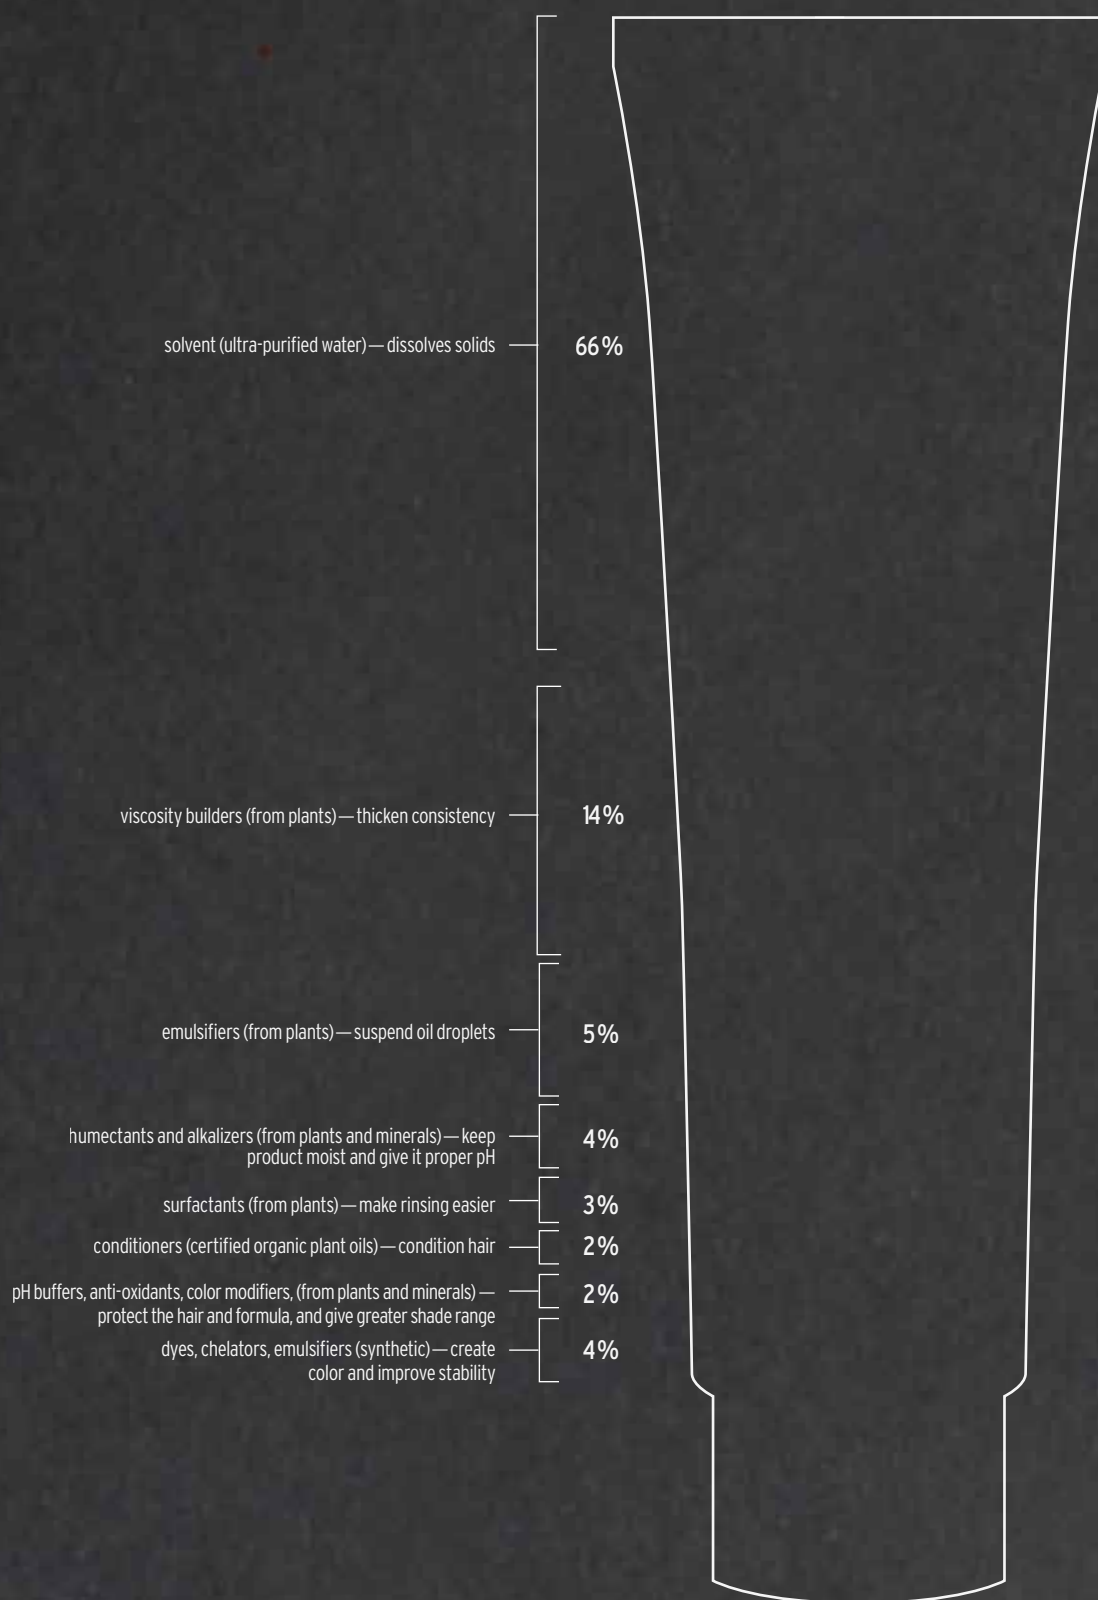 solvent (ultra-purified water)—dissolves solids 66%
viscosity builders (from plants)—thicken consistency 14%
emulsifiers (from plants)—suspend oil droplets 5%
humectants and alkalizers (from plants and minerals)—keep 4%
product moist and give it proper pH
surfactants (from plants)—make rinsing easier 3%
conditioners (certified organic plant oils)—condition hair 2%
pH buffers, anti-oxidants, color modifiers, (from plants and minerals)— 2%
protect the hair and formula, and give greater shade range
dyes, chelators, emulsifiers (synthetic)—create 4%
color and improve stability